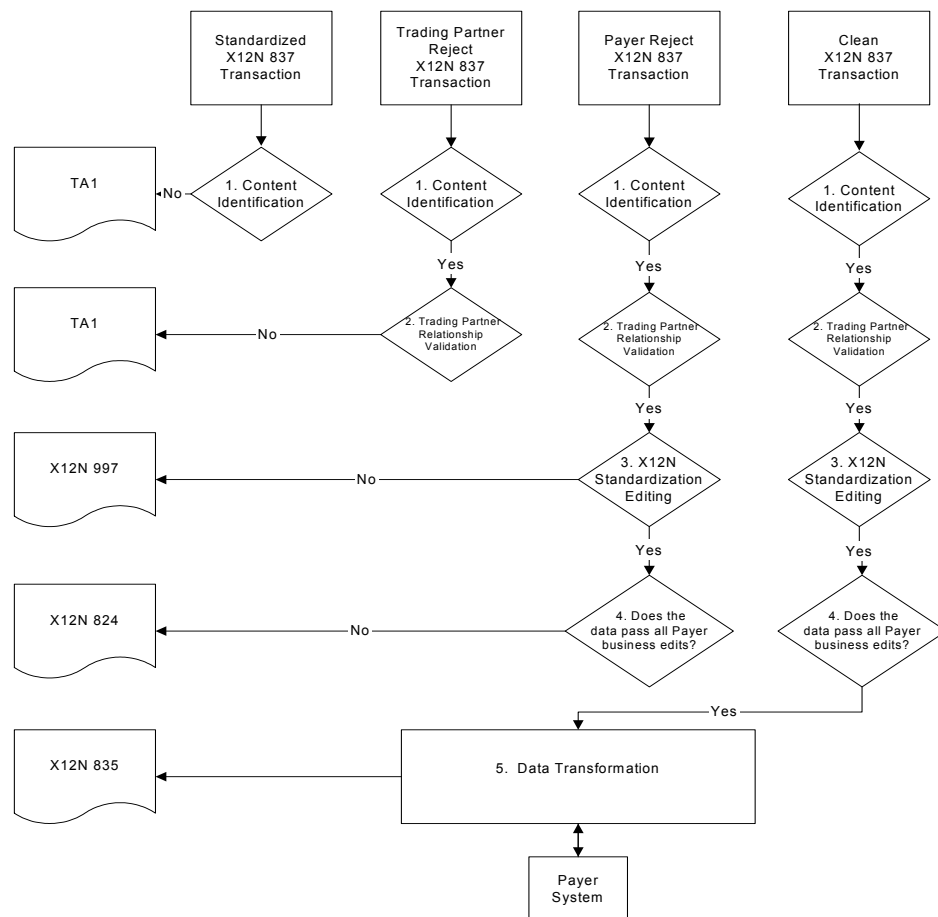 Standardized
X12N 837
Transaction
Trading Partner
Reject
X12N 837
Transaction
Payer Reject
X12N 837
Transaction
Clean
X12N 837
Transaction
TA1
No
1. Content
Identification
1. Content
Identification
1. Content
Identification
1. Content
Identification
Yes
Yes
Yes
TA1
No
2. Trading Partner
Relationship
Validation
2. Trading Partner
Relationship
Validation
2. Trading Partner
Relationship
Validation
Yes
Yes
X12N 997
No
3. X12N
Standardization
Editing
3. X12N
Standardization
Editing
Yes
Yes
X12N 824
No
4. Does the
data pass all Payer
business edits?
4. Does the
data pass all Payer
business edits?
Yes
X12N 835
5. Data Transformation
Payer
System